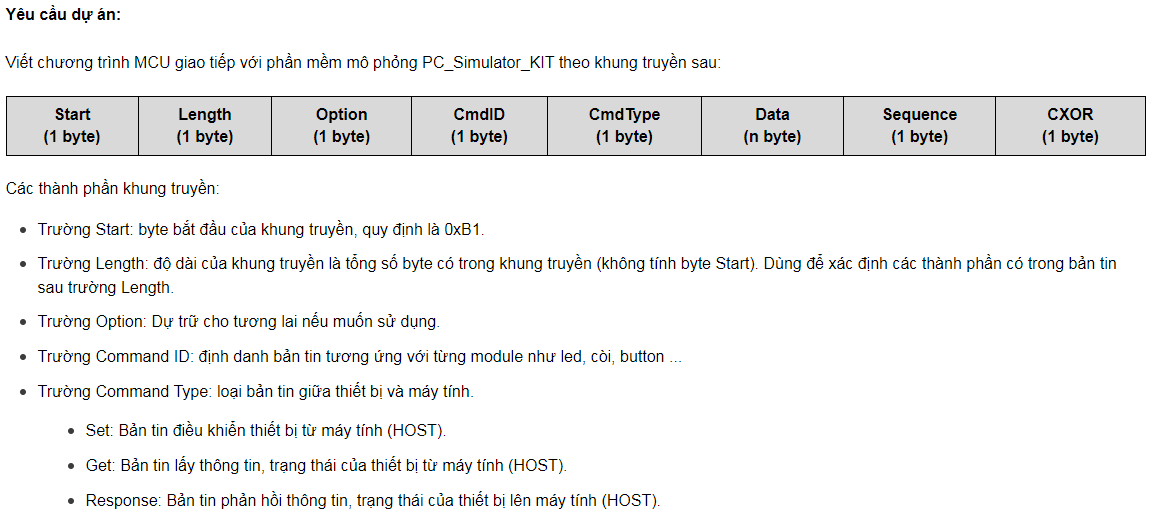 Yêu cầu dự án:
Viết chương trình MCU giao tiếp với phần mềm mô phỏng PC_Simulator_KIT theo khung truyền sau:
Start Length Option CmdID CmdType Data Sequence CXOR
(1 byte) (1 byte) (1 byte) (1 byte) (1 byte) (n byte) (1 byte) (1 byte)
Các thành phần khung truyền:
• Trường Start: byte bắt đầu của khung truyền, quy định là 0xB1.
• Trường Length: độ dài của khung truyền là tổng số byte có trong khung truyền (không tính byte Start). Dùng để xác định các thành phần có trong bản tin
sau trường Length.
• Trường Option: Dự trữ cho tương lai nếu muốn sử dụng.
• Trường Command ID: định danh bản tin tương ứng với từng module như led, còi, button ...
• Trường Command Type: loại bản tin giữa thiết bị và máy tính.
• Set: Bản tin điều khiển thiết bị từ máy tính (HOST).
• Get: Bản tin lấy thông tin, trạng thái của thiết bị từ máy tính (HOST).
• Response: Bản tin phản hồi thông tin, trạng thái của thiết bị lên máy tính (HOST).